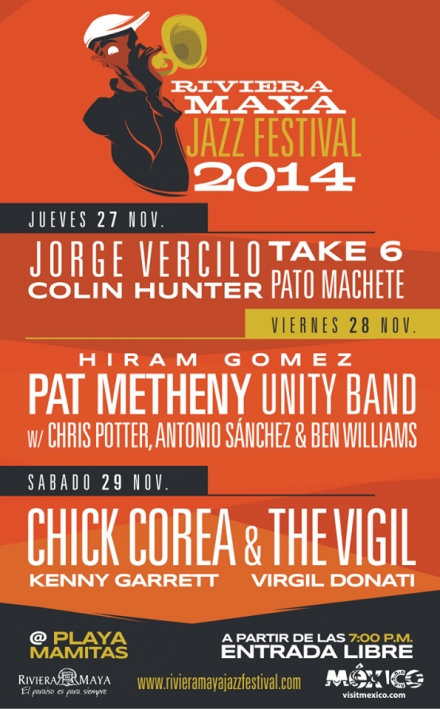 RIVIERA
MAYA
JAZZ FESTIVAL
2014
JUEVES 27 NOV.
JORGE VERCILO TAKE 6
COLIN HUNTER PATO MACHETE
VIERNES 28 NOV.
HIRAM GOMEZ
PAT METHENY UNITY BAND
W/ CHRIS POTTER, ANTONIO SÁNCHEZ & BEN WILLIAMS
SABADO 29 NOV.
CHICK COREA & THE VIGIL
KENNY GARRETT VIRGIL DONATI
@ PLAYA
MAMITAS
A PARTIR DE LAS 7:00 P.M.
ENTRADA LIBRE
RIVIERA MAYA
El paraíso es para siempre
www.rivieramayajazzfestival.com
MÉXICO
visitmexico.com